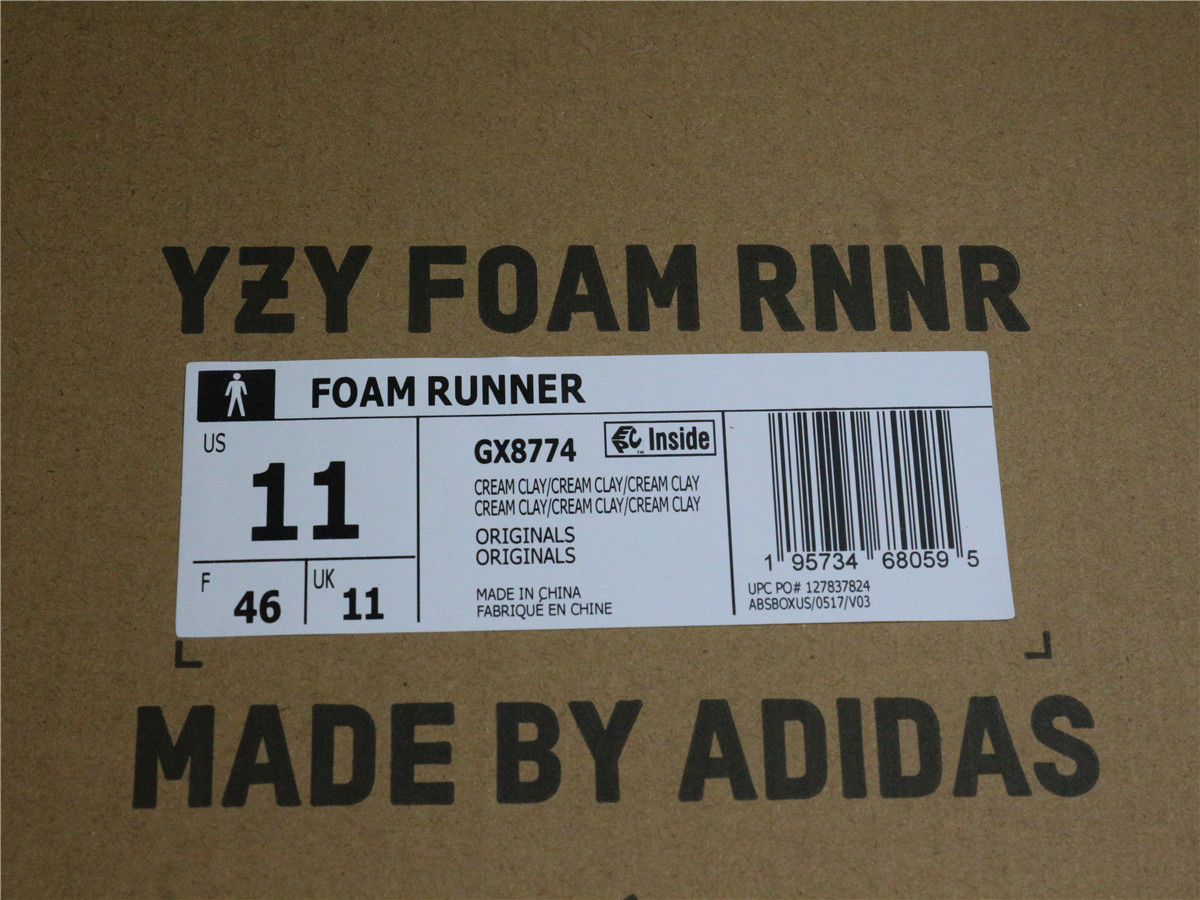 YZY FOAM RNNR
FOAM RUNNER
US
11
F
46
UK
11
GX8774
EPC Inside
™
CREAM CLAY/CREAM CLAY/CREAM CLAY
CREAM CLAY/CREAM CLAY/CREAM CLAY
ORIGINALS
ORIGINALS
MADE IN CHINA
FABRIQUÉ EN CHINE
1 95734 68059 5
UPC PO# 127837824
ABSBOXUS/0517/V03
MADE BY ADIDAS